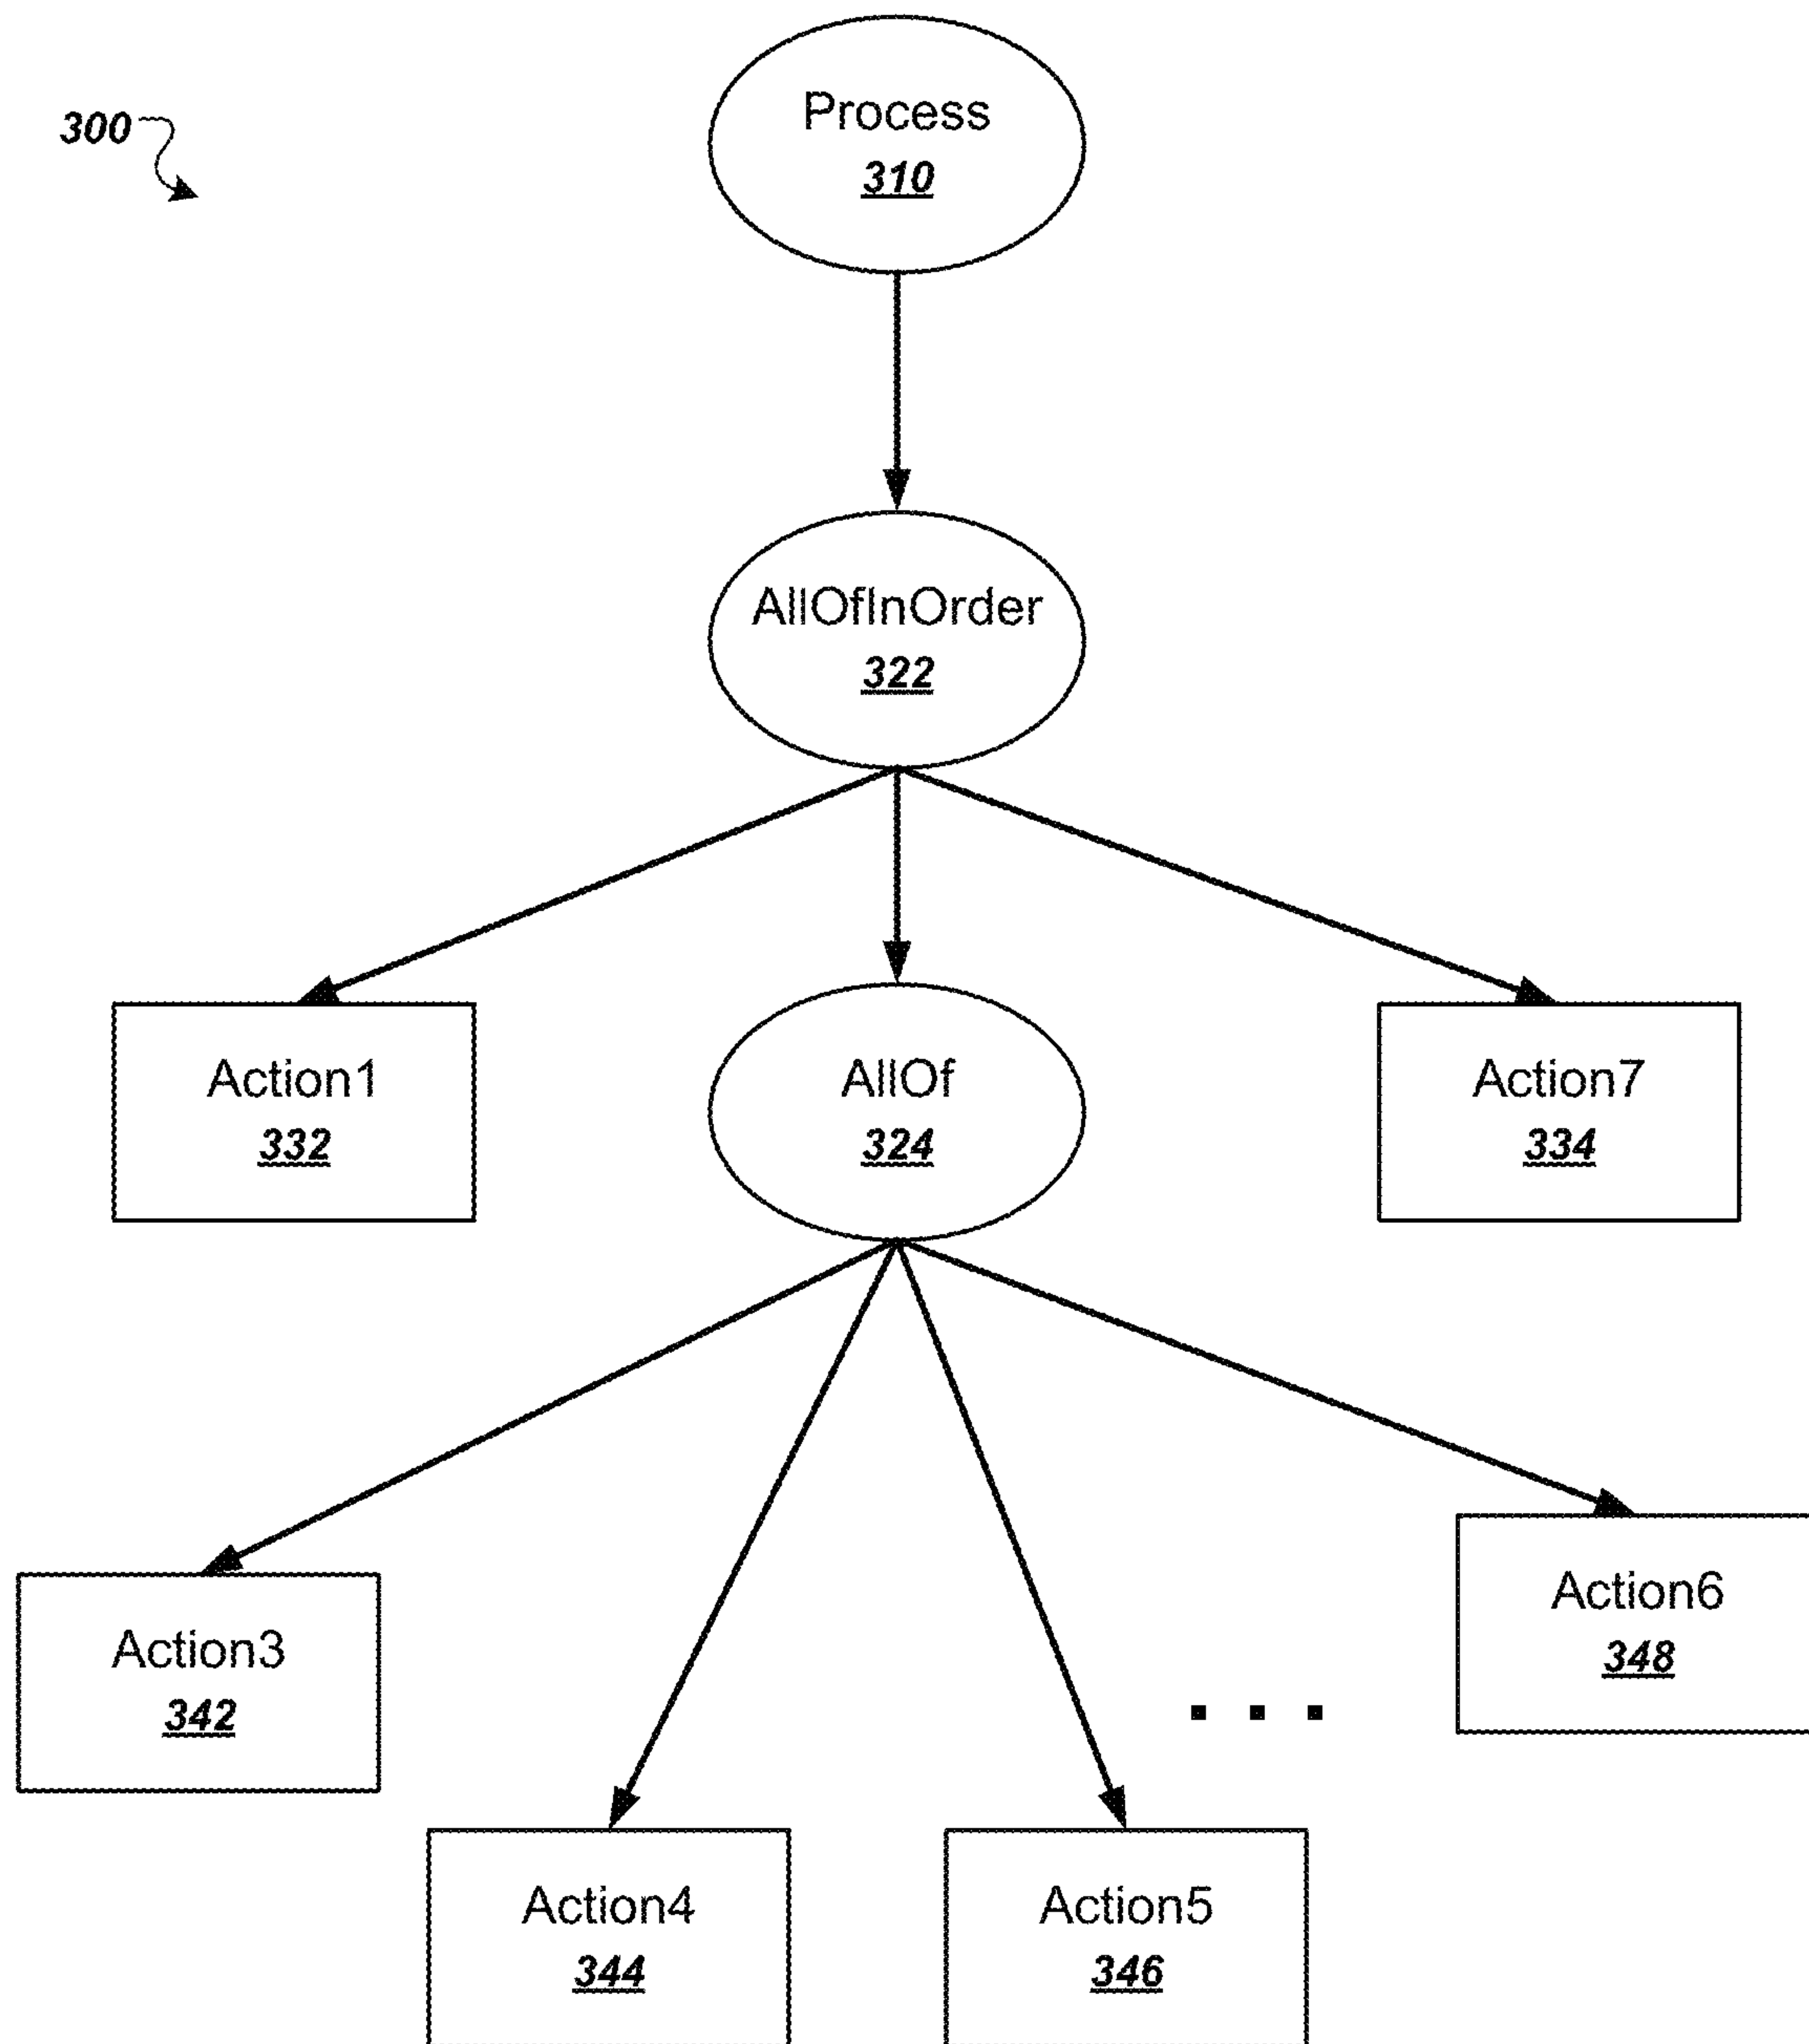 300
Process
310
AllOfInOrder
322
Action1
332
AllOf
324
Action7
334
Action3
342
Action4
344
Action5
346
. . .
Action6
348